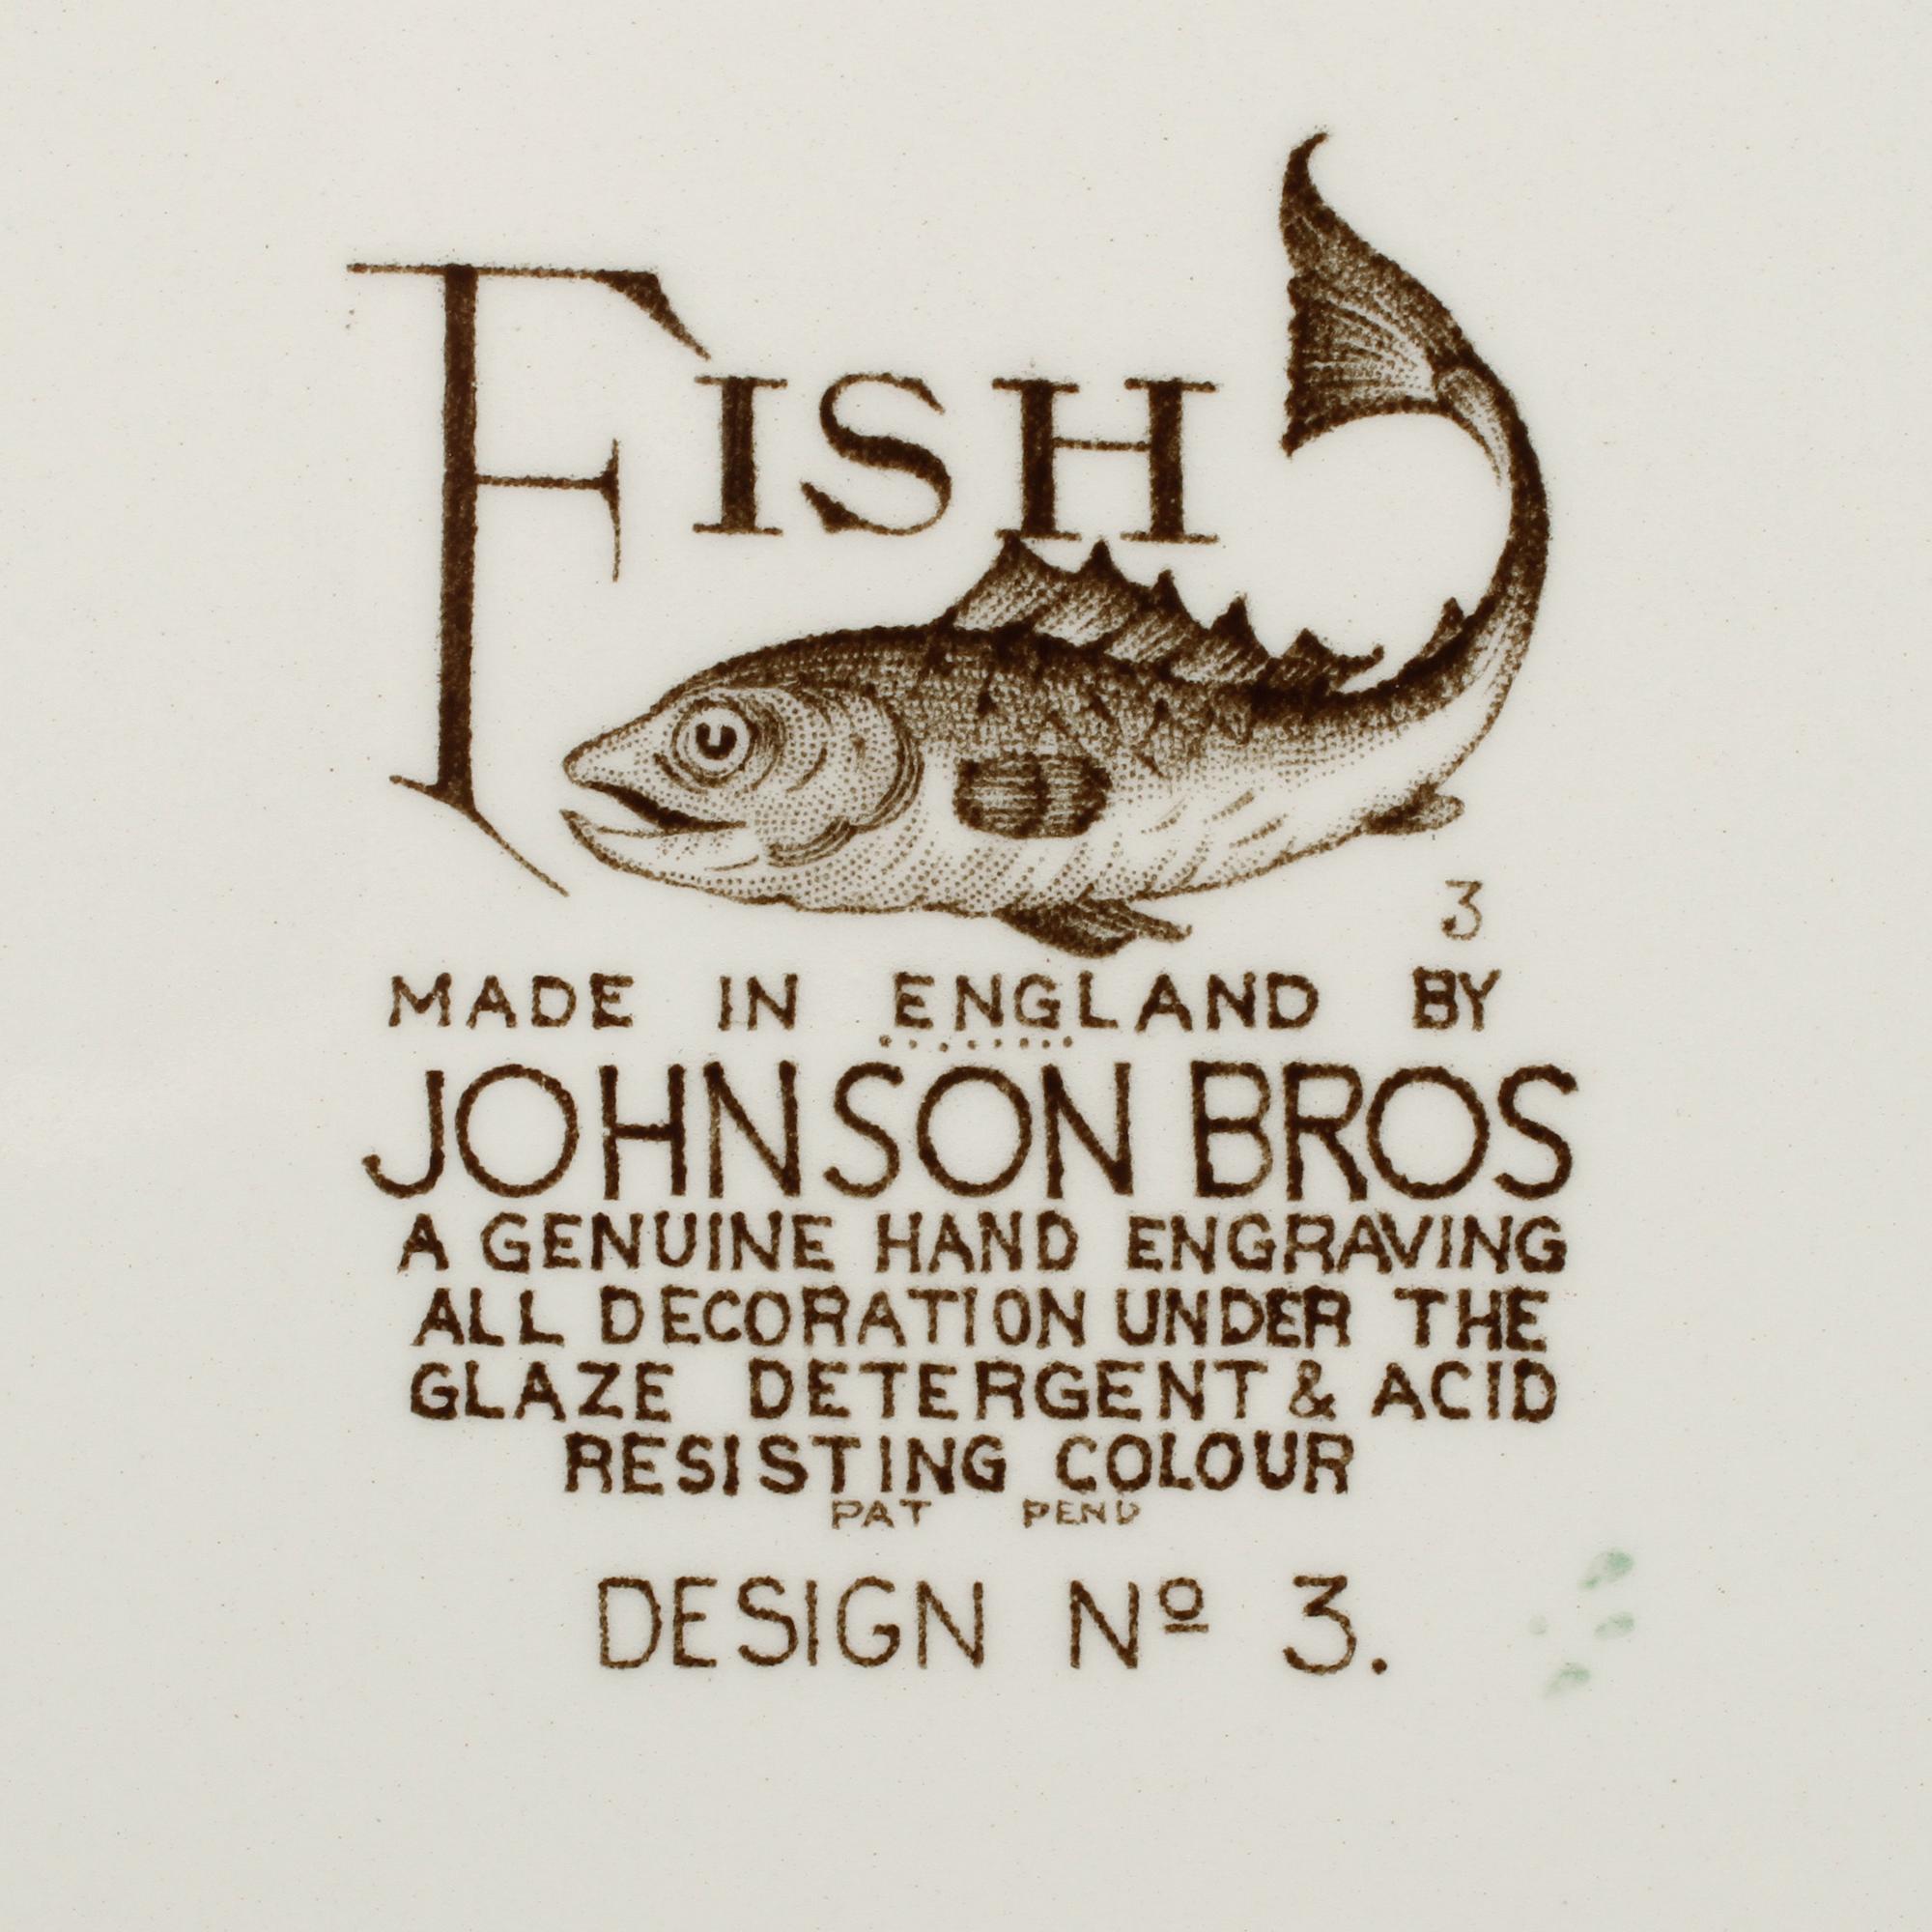 FISH
3
MADE IN ENGLAND BY
JOHNSON BROS
A GENUINE HAND ENGRAVING
ALL DECORATION UNDER THE
GLAZE DETERGENT & ACID
RESISTING COLOUR
PAT PEND
DESIGN Nº 3.